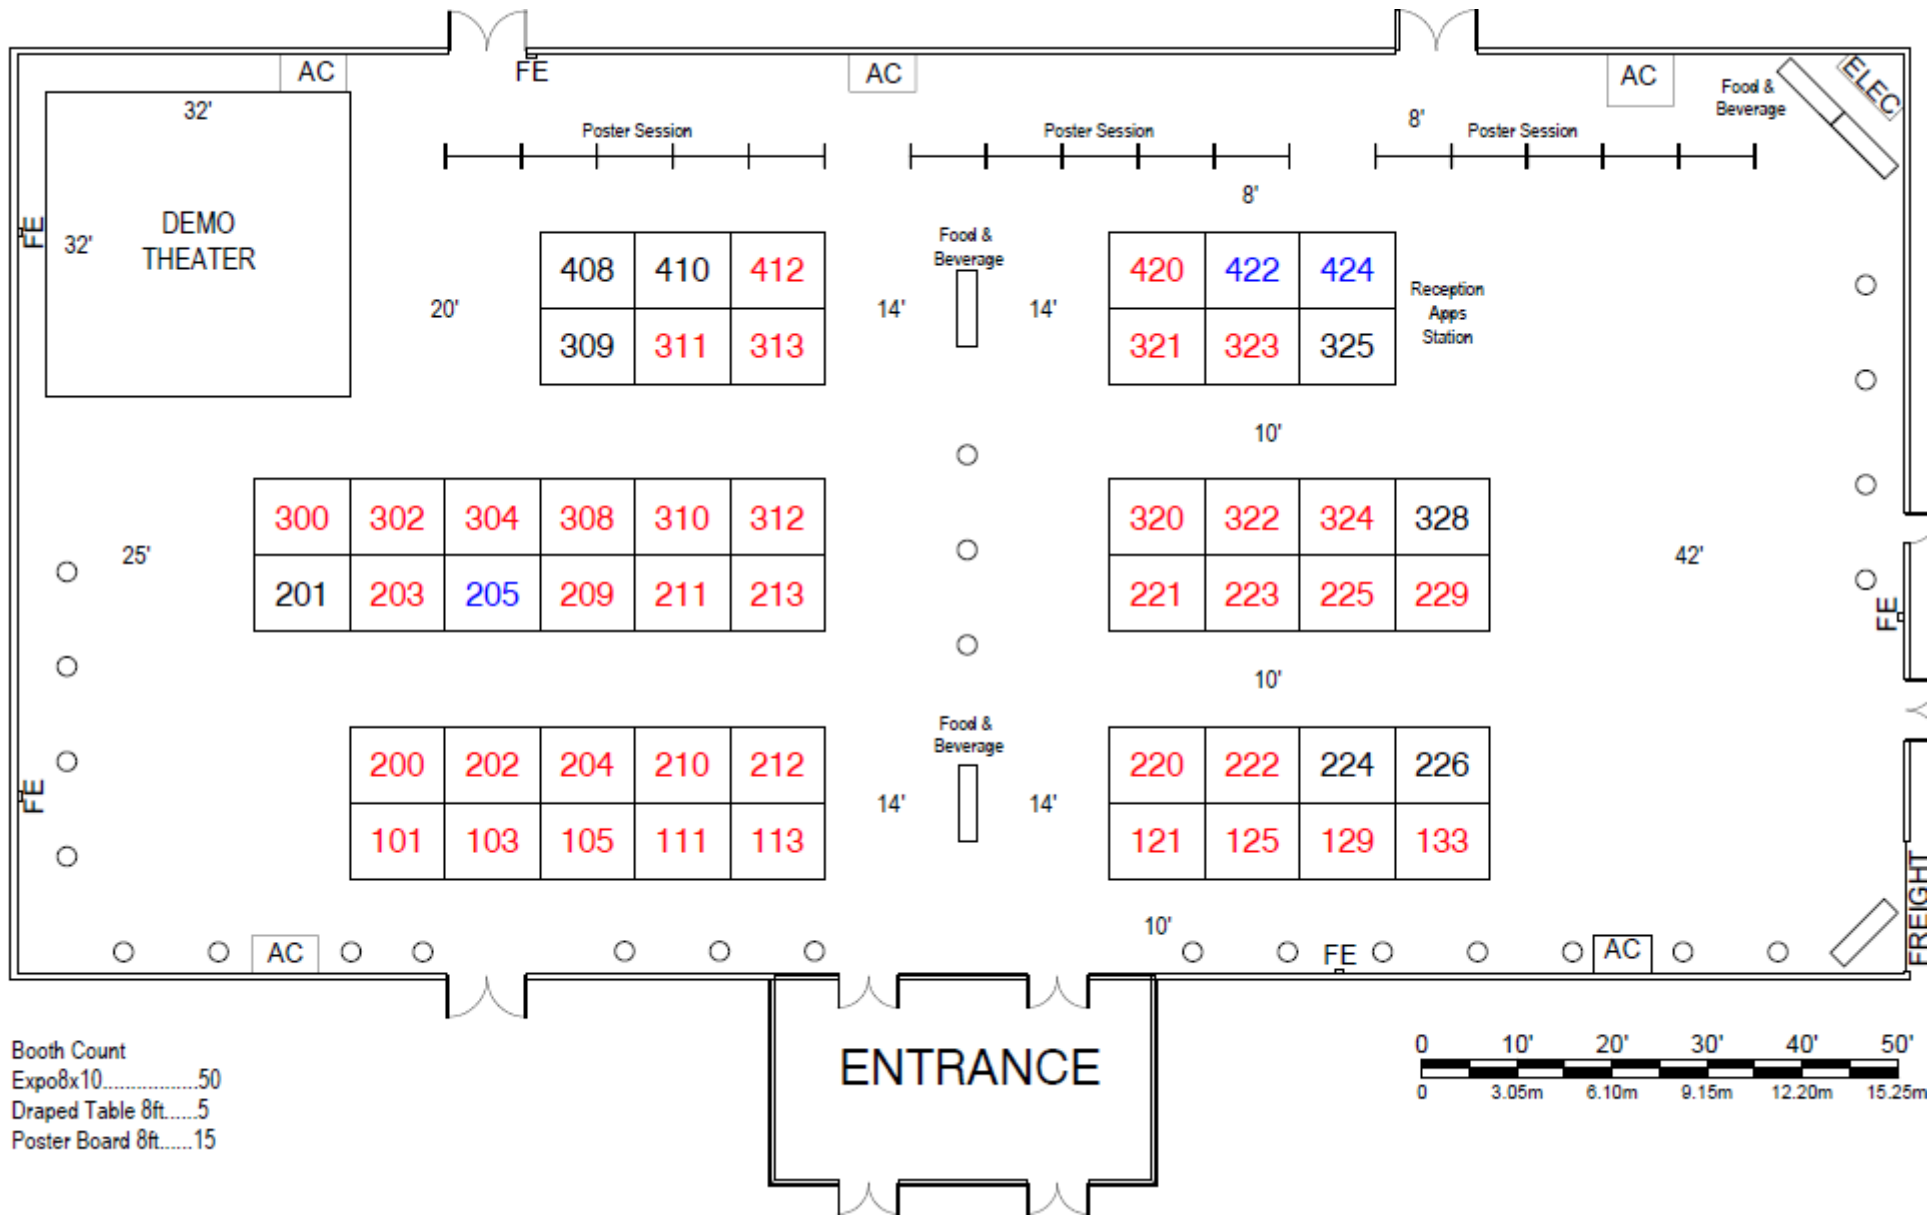 AC
FE
AC
AC
ELEC
Food &
Beverage
32'
8'
Poster Session
Poster Session
Poster Session
8'
DEMO
THEATER
FE
32'
Food &
Beverage
408 410 412
420 422 424
20'
14'
14'
Reception
Apps
Station
309 311 313
321 323 325
10'
300 302 304 308 310 312
320 322 324 328
25'
42'
201 203 205 209 211 213
221 223 225 229
FE
10'
Food &
Beverage
200 202 204 210 212
220 222 224 226
FE
14'
14'
101 103 105 111 113
121 125 129 133
FREIGHT
10'
AC
FE
AC
ENTRANCE
Booth Count
Expo8x10.................50
Draped Table 8ft......5
Poster Board 8ft......15
0 10' 20' 30' 40' 50'
0 3.05m 6.10m 9.15m 12.20m 15.25m